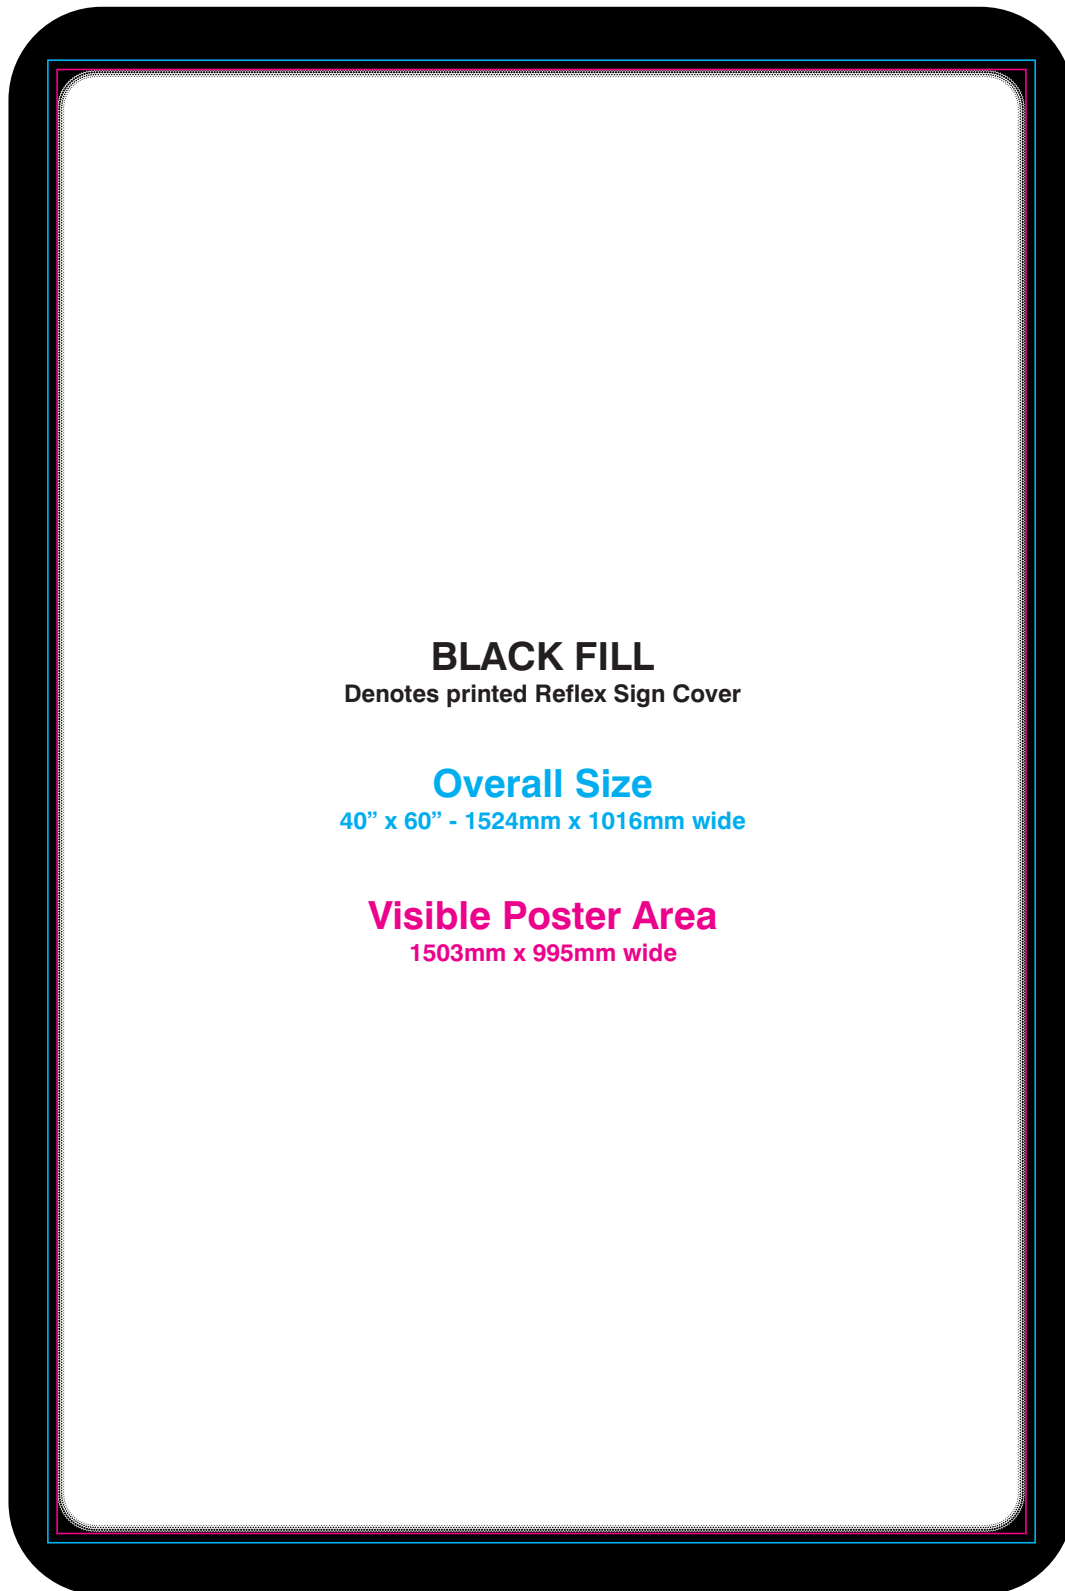 BLACK FILL
Denotes printed Reflex Sign Cover
Overall Size
40” x 60” - 1524mm x 1016mm wide
Visible Poster Area
1503mm x 995mm wide